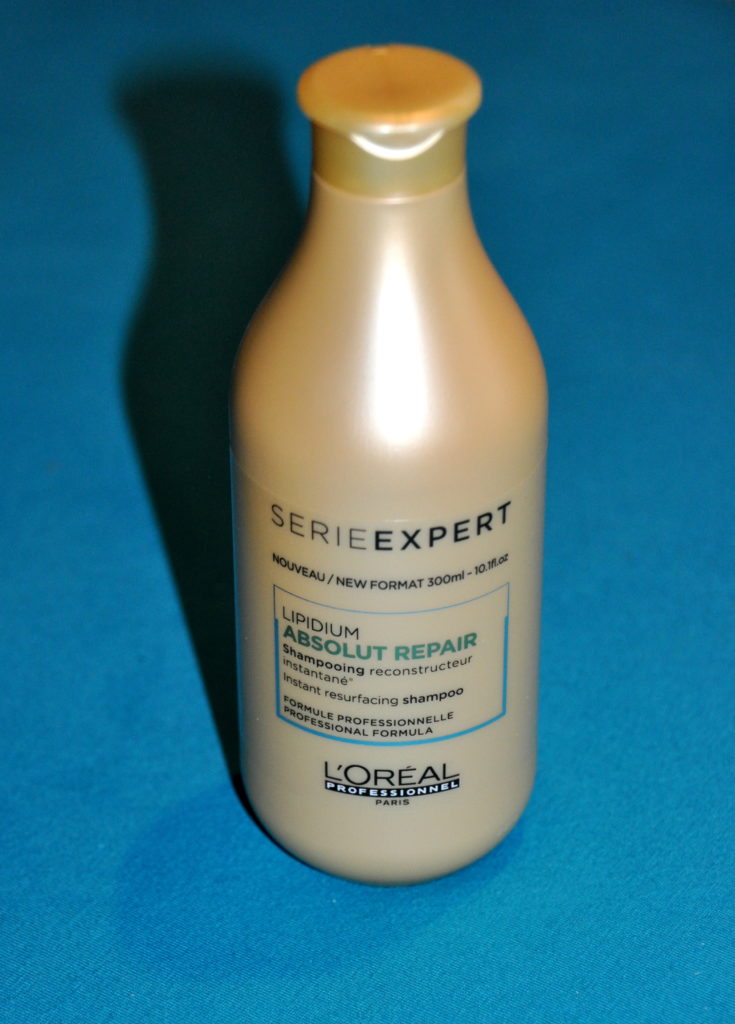 SERIEEXPERT
NOUVEAU / NEW FORMAT 300ml - 10.1fl.oz
LIPIDIUM
ABSOLUT REPAIR
Shampooing reconstructeur
instantané*
Instant resurfacing shampoo
FORMULE PROFESSIONNELLE
PROFESSIONAL FORMULA
L'ORÉAL
PROFESSIONNEL
PARIS